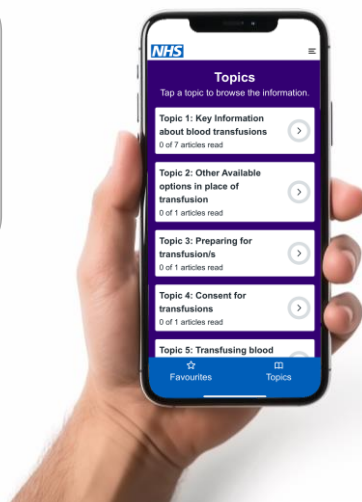 NHS
Topics
Tap a topic to browse the information.
Topic 1: Key Information
about blood transfusions
0 of 7 articles read
Topic 2: Other Available
options in place of
transfusion
0 of 1 articles read
Topic 3: Preparing for
transfusion/s
0 of 1 articles read
Topic 4: Consent for
transfusions
0 of 1 articles read
Topic 5: Transfusing blood
Favourites
Topics